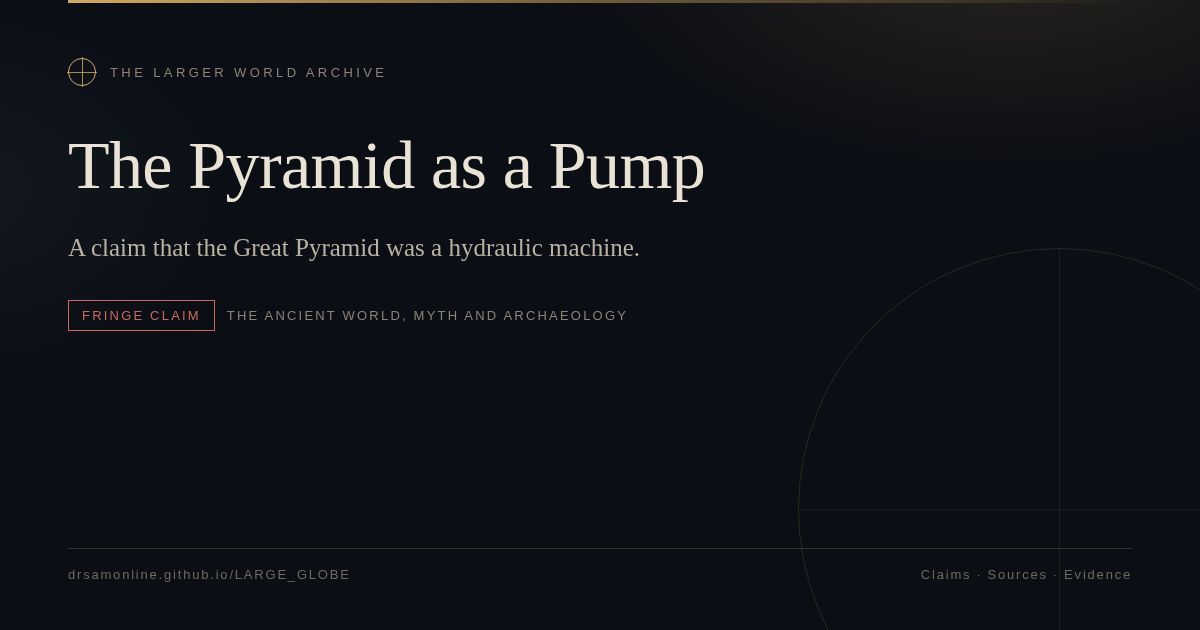 THE LARGER WORLD ARCHIVE
The Pyramid as a Pump
A claim that the Great Pyramid was a hydraulic machine.
FRINGE CLAIM THE ANCIENT WORLD, MYTH AND ARCHAEOLOGY
drsamonline.github.io/LARGE_GLOBE Claims · Sources · Evidence